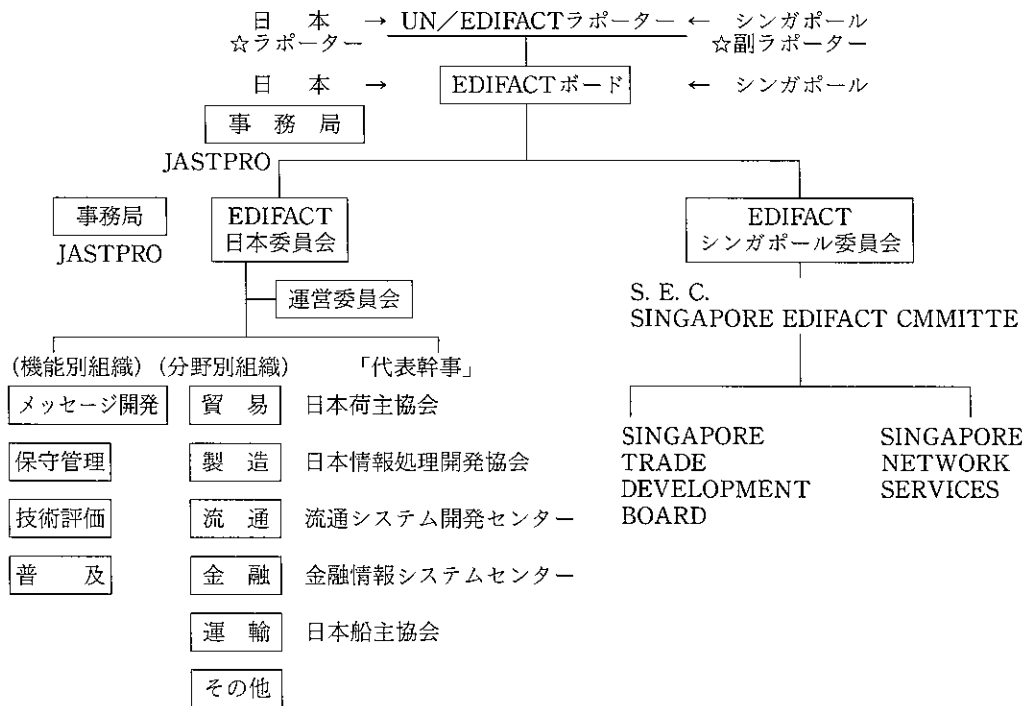 日 本 → UN／EDIFACTラポーター ← シンガポール
☆ラポーター ☆副ラポーター
日 本 → EDIFACTボード ← シンガポール
事 務 局
JASTPRO
事務局
JASTPRO
EDIFACT
日本委員会
EDIFACT
シンガポール委員会
運営委員会
S. E. C.
SINGAPORE EDIFACT CMMITTE
(機能別組織) (分野別組織) 「代表幹事」
メッセージ開発 貿 易 日本荷主協会
保守管理 製 造 日本情報処理開発協会
技術評価 流 通 流通システム開発センター
普 及 金 融 金融情報システムセンター
運 輸 日本船主協会
その他
SINGAPORE
TRADE
DEVELOPMENT
BOARD
SINGAPORE
NETWORK
SERVICES